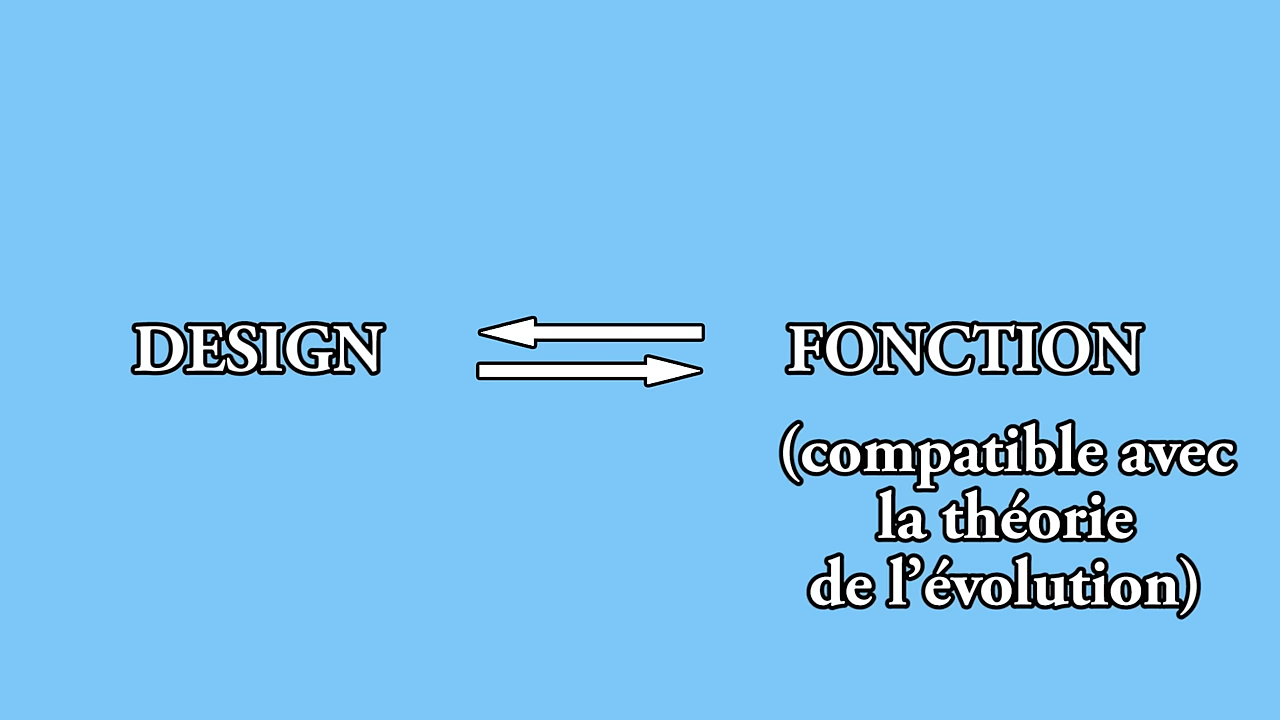 DESIGN
FONCTION
(compatible avec
la théorie
de l’évolution)